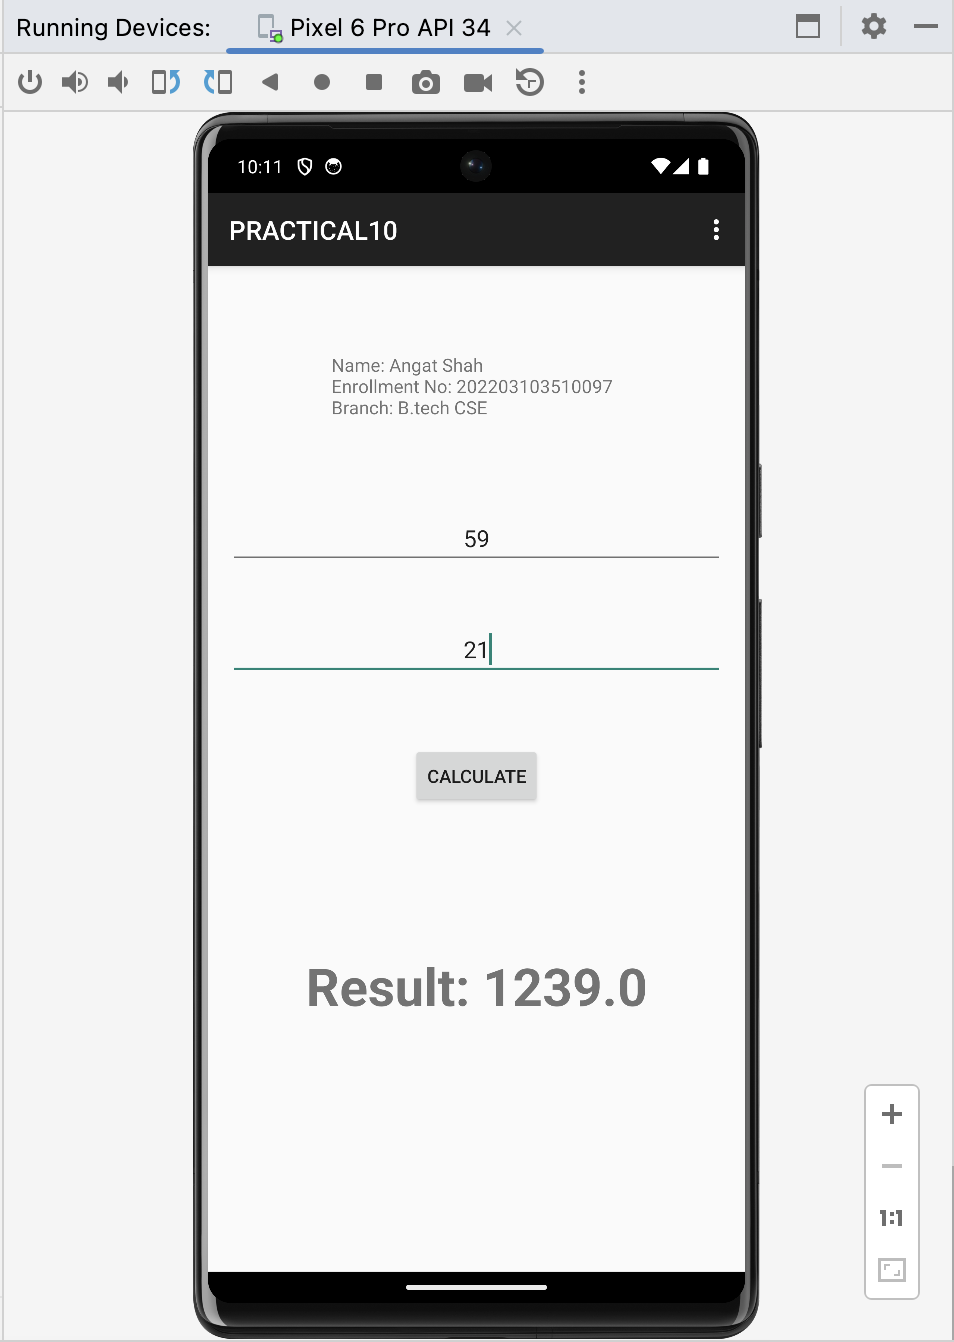 Running Devices: Pixel 6 Pro API 34
10:11
PRACTICAL10
Name: Angat Shah
Enrollment No: 202203103510097
Branch: B.tech CSE
59
21
CALCULATE
Result: 1239.0
1:1